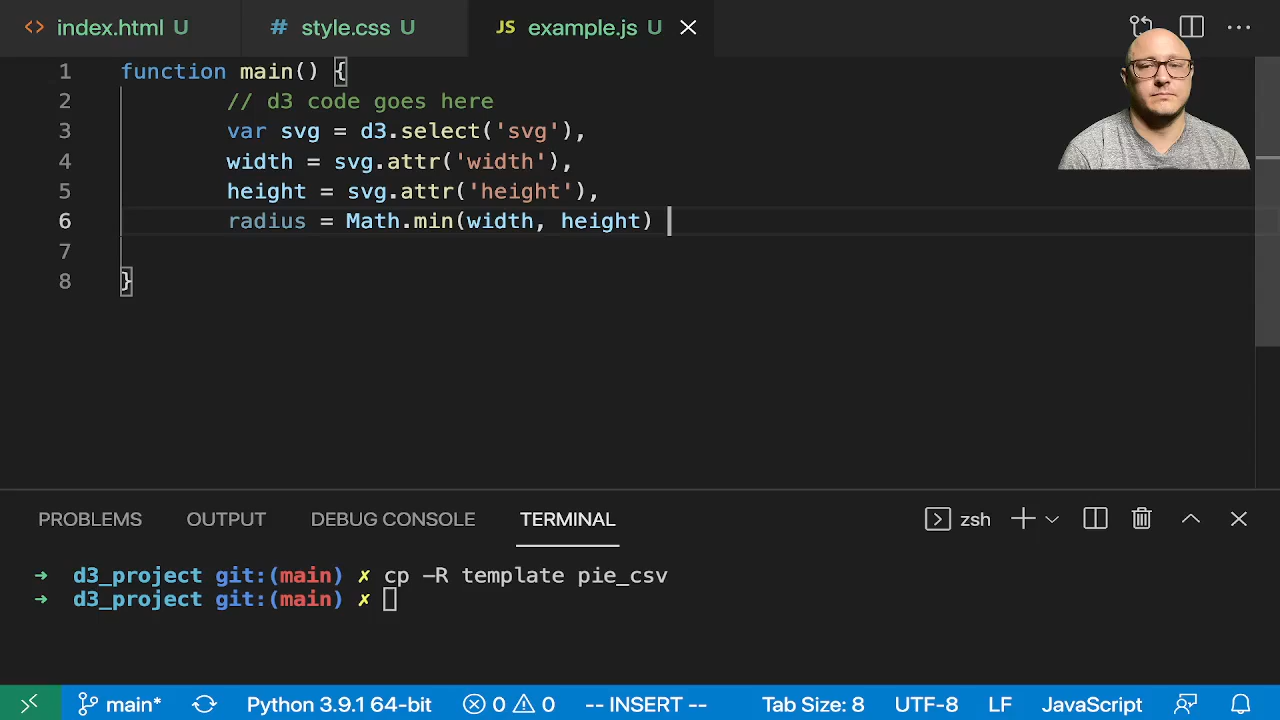 <> index.html U # style.css U JS example.js U
1 function main() {
2 // d3 code goes here
3 var svg = d3.select('svg'),
4 width = svg.attr('width'),
5 height = svg.attr('height'),
6 radius = Math.min(width, height)
7
8 }
PROBLEMS OUTPUT DEBUG CONSOLE TERMINAL zsh
→ d3_project git:(main) ✗ cp -R template pie_csv
→ d3_project git:(main) ✗
main* Python 3.9.1 64-bit 0 0 -- INSERT -- Tab Size: 8 UTF-8 LF JavaScript